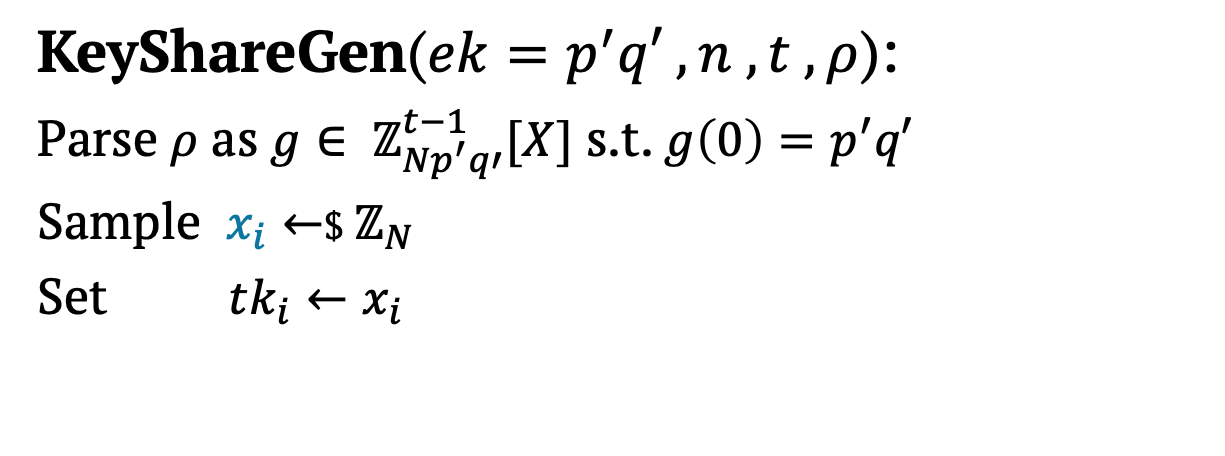 KeyShareGen(ek = p′q′ , n , t , ρ):
Parse ρ as g ∈ ℤ^{t−1}_{Np′q′}[X] s.t. g(0) = p′q′
Sample x_i ←$ ℤ_N
Set tk_i ← x_i